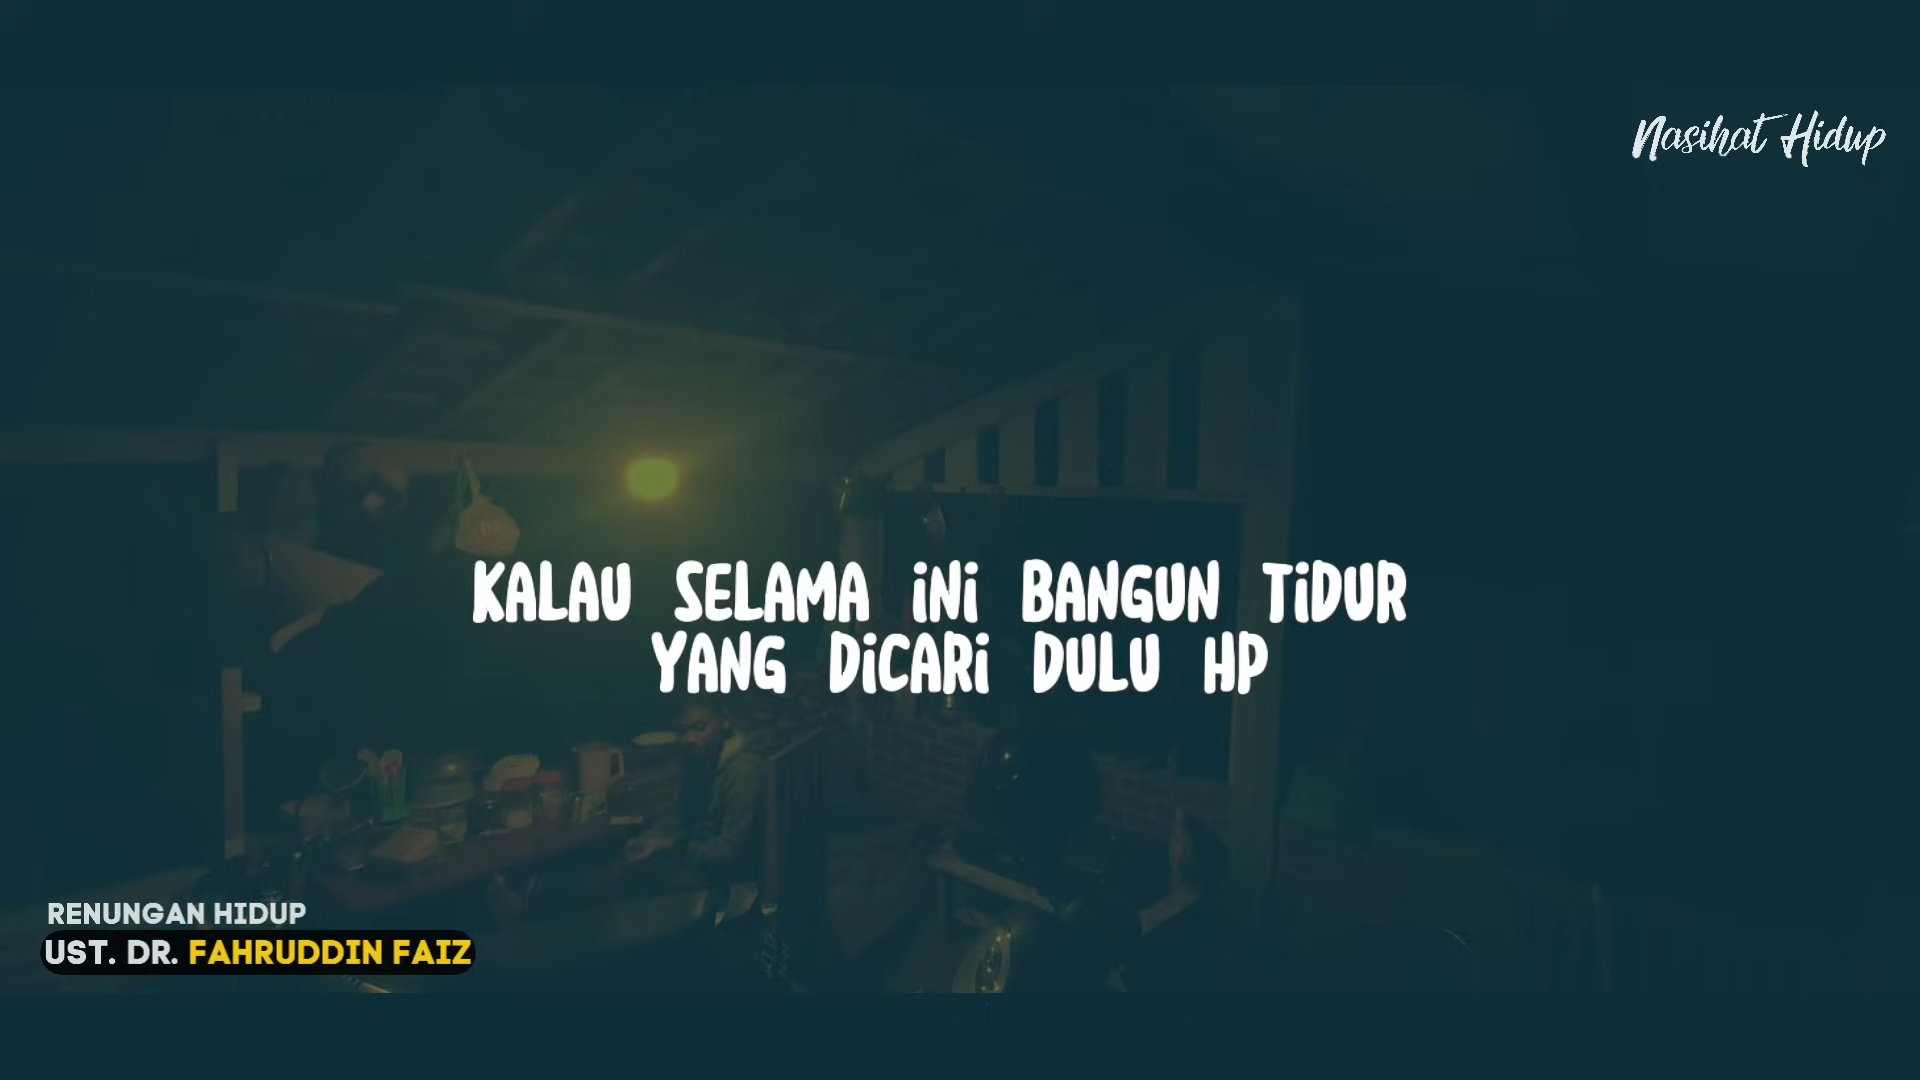 Nasihat Hidup
KALAU SELAMA iNi BANGUN TiDUR
YANG DiCARi DULU HP
RENUNGAN HIDUP
UST. DR. FAHRUDDIN FAIZ